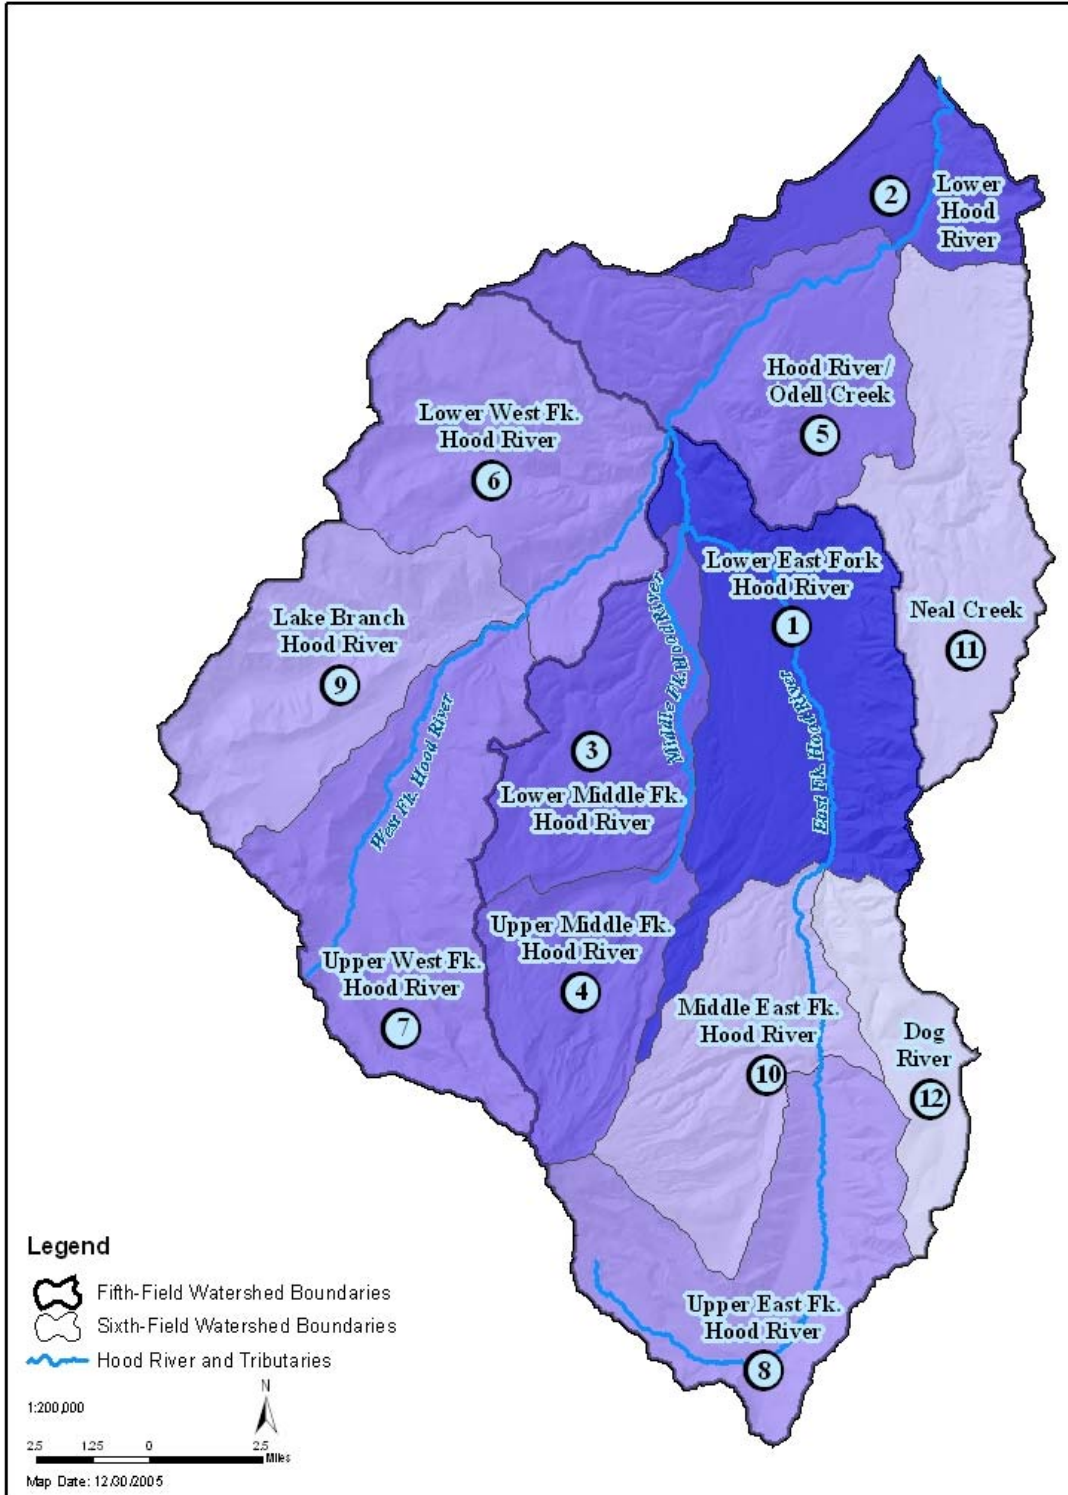 2
Lower
Hood
River
Hood River/
Odell Creek
5
Lower West Fk.
Hood River
6
Lower East Fork
Hood River
1
Lake Branch
Hood River
9
Neal Creek
11
Middle Fk. Hood River
East Fk. Hood River
West Fk. Hood River
3
Lower Middle Fk.
Hood River
Upper Middle Fk.
Hood River
4
Upper West Fk.
Hood River
7
Middle East Fk.
Hood River
10
Dog
River
12
Upper East Fk.
Hood River
8
Legend
Fifth-Field Watershed Boundaries
Sixth-Field Watershed Boundaries
Hood River and Tributaries
N
1:200,000
2.5 1.25 0 2.5
Miles
Map Date: 12/30/2005